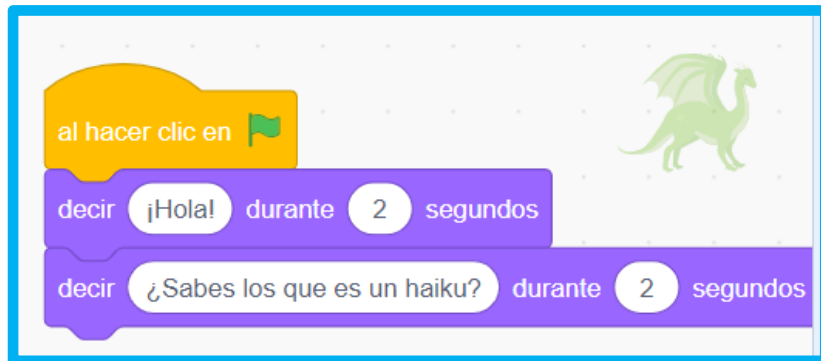 al hacer clic en
decir ¡Hola! durante 2 segundos
decir ¿Sabes los que es un haiku? durante 2 segundos